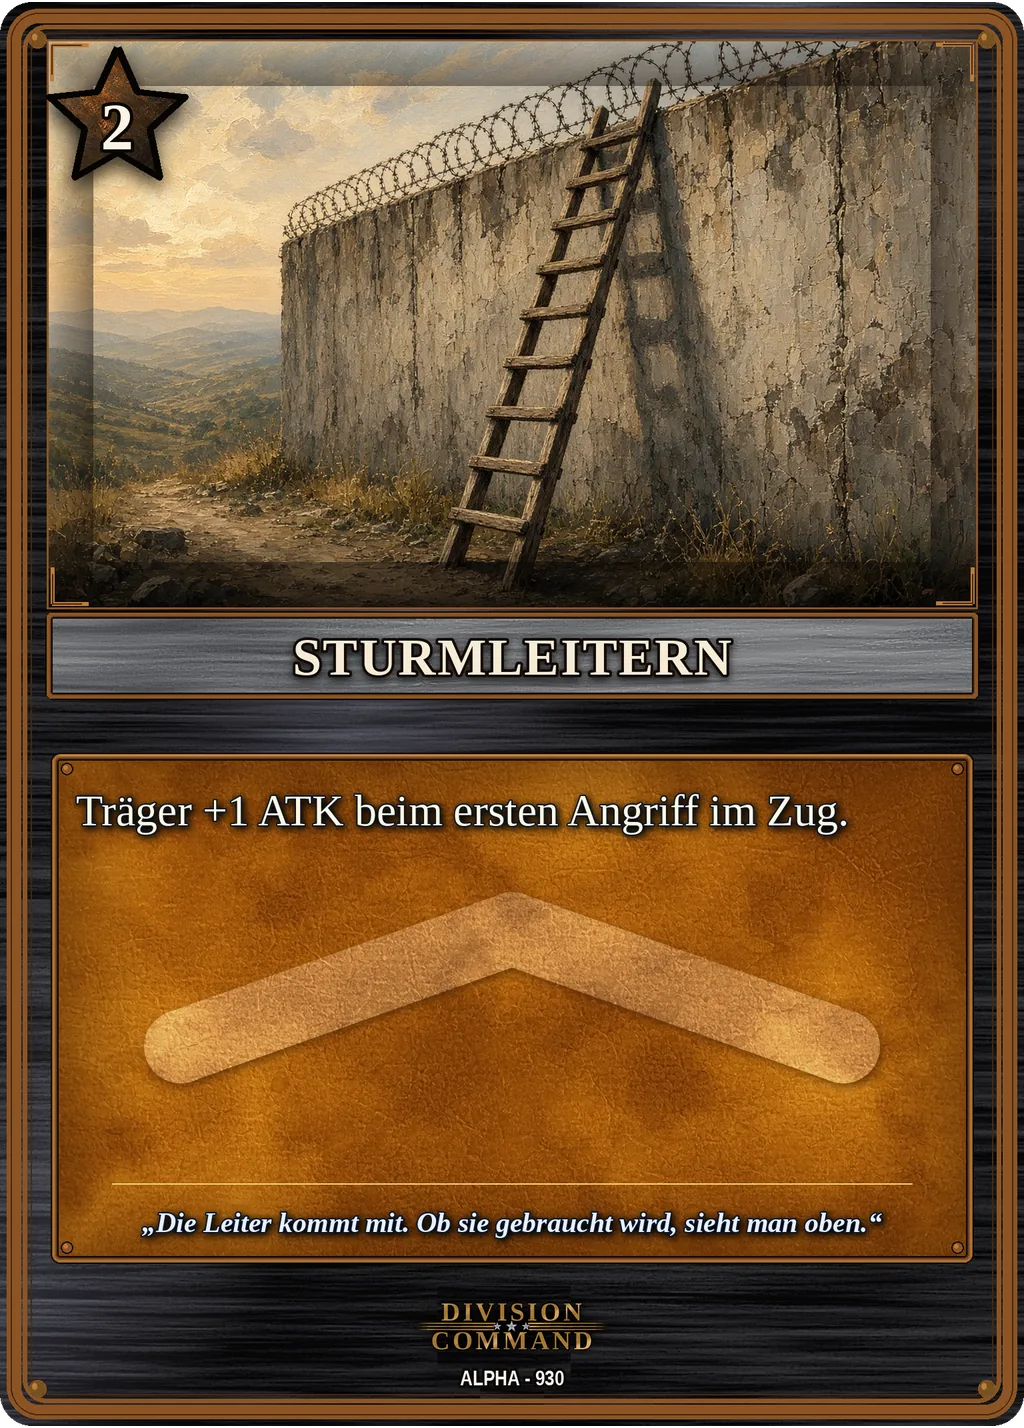 2
STURMLEITERN
Träger +1 ATK beim ersten Angriff im Zug.
„Die Leiter kommt mit. Ob sie gebraucht wird, sieht man oben.“
DIVISION
COMMAND
ALPHA - 930